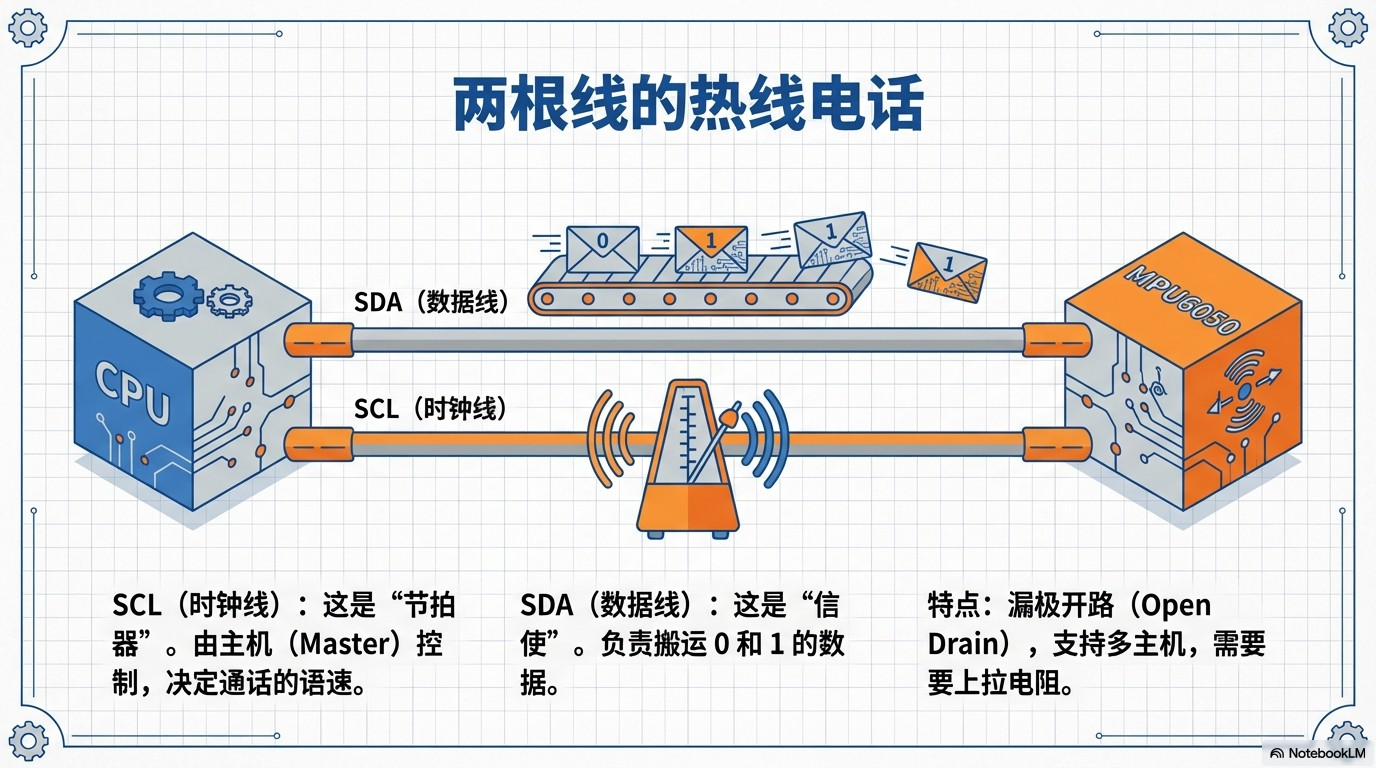 两根线的热线电话
0
1
1
1
SDA（数据线）
MPU6050
CPU
SCL（时钟线）
SCL（时钟线）：这是“节拍
器”。由主机（Master）控
制，决定通话的语速。
SDA（数据线）：这是“信
使”。负责搬运 0 和 1 的数
据。
特点：漏极开路（Open
Drain），支持多主机，需要
要上拉电阻。
NotebookLM